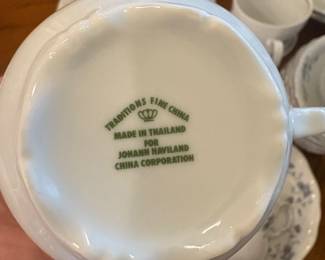 TRADITIONS FINE CHINA
MADE IN THAILAND
FOR
JOHANN HAVILAND
CHINA CORPORATION